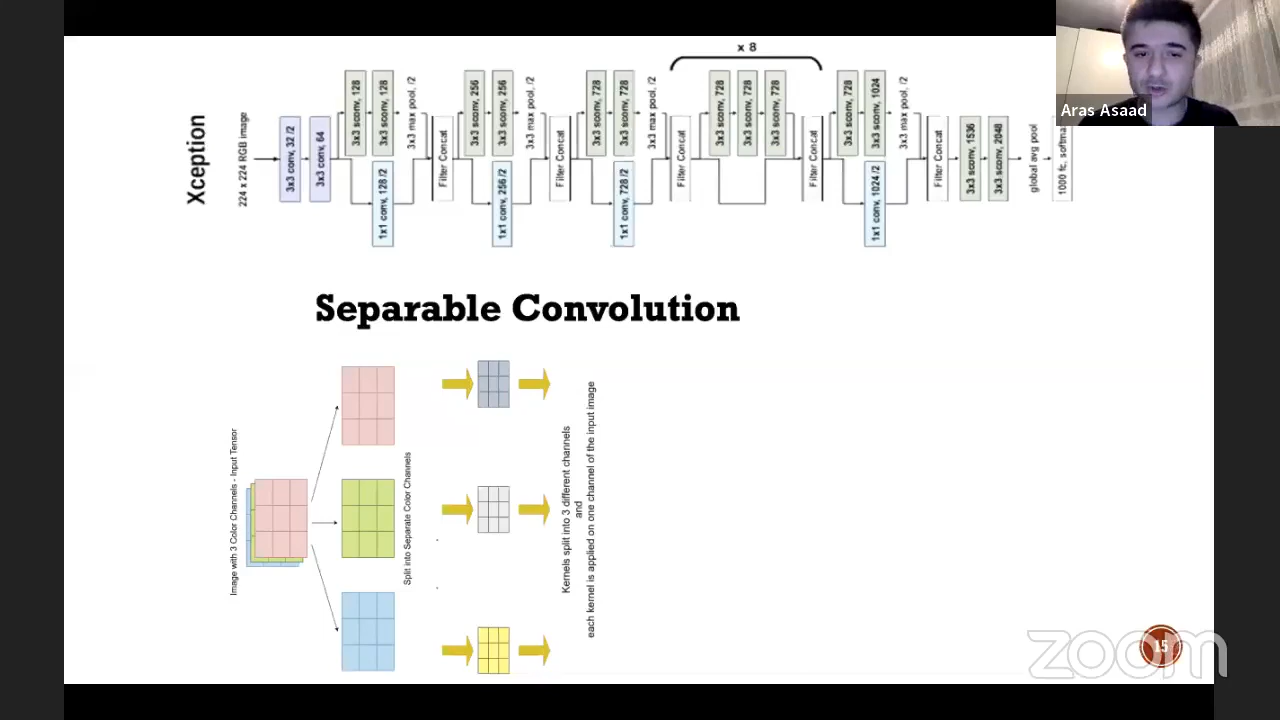 Aras Asaad
Xception
224 x 224 RGB image
3x3 conv, 32 /2
3x3 conv, 64
3x3 sconv, 128
3x3 sconv, 128
3x3 max pool, /2
1x1 conv, 128 /2
Filter Concat
3x3 sconv, 256
3x3 sconv, 256
3x3 max pool, /2
1x1 conv, 256 /2
Filter Concat
3x3 sconv, 728
3x3 sconv, 728
3x3 max pool, /2
1x1 conv, 728 /2
Filter Concat
x 8
3x3 sconv, 728
3x3 sconv, 728
3x3 sconv, 728
Filter Concat
3x3 sconv, 728
3x3 sconv, 1024
3x3 max pool, /2
1x1 conv, 1024 /2
Filter Concat
3x3 sconv, 1536
3x3 sconv, 2048
global avg pool
1000 fc, softma
Separable Convolution
Image with 3 Color Channels - Input Tensor
Split into Separate Color Channels
Kernels split into 3 different channels
and
each kernel is applied on one channel of the input image
15
zoom